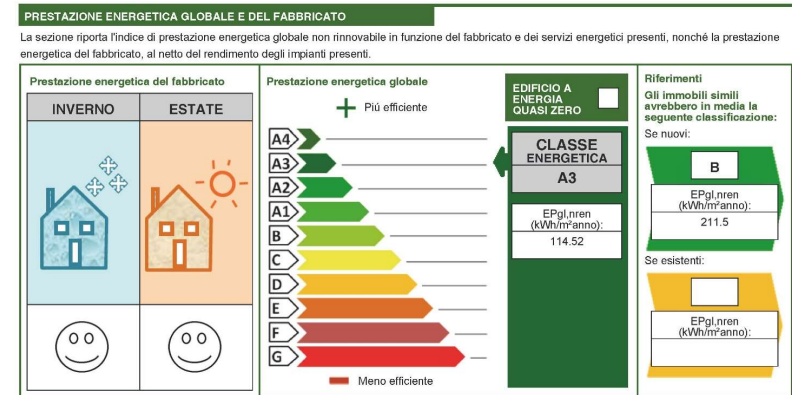 PRESTAZIONE ENERGETICA GLOBALE E DEL FABBRICATO
La sezione riporta l'indice di prestazione energetica globale non rinnovabile in funzione del fabbricato e dei servizi energetici presenti, nonché la prestazione
energetica del fabbricato, al netto del rendimento degli impianti presenti.
Prestazione energetica del fabbricato
INVERNO
ESTATE
Prestazione energetica globale
Piú efficiente
A4
A3
A2
A1
B
C
D
E
F
G
Meno efficiente
EDIFICIO A
ENERGIA
QUASI ZERO
CLASSE
ENERGETICA
A3
EPgl,nren
(kWh/m²anno):
114.52
Riferimenti
Gli immobili simili
avrebbero in media la
seguente classificazione:
Se nuovi:
B
EPgl,nren
(kWh/m²anno):
211.5
Se esistenti:
EPgl,nren
(kWh/m²anno):